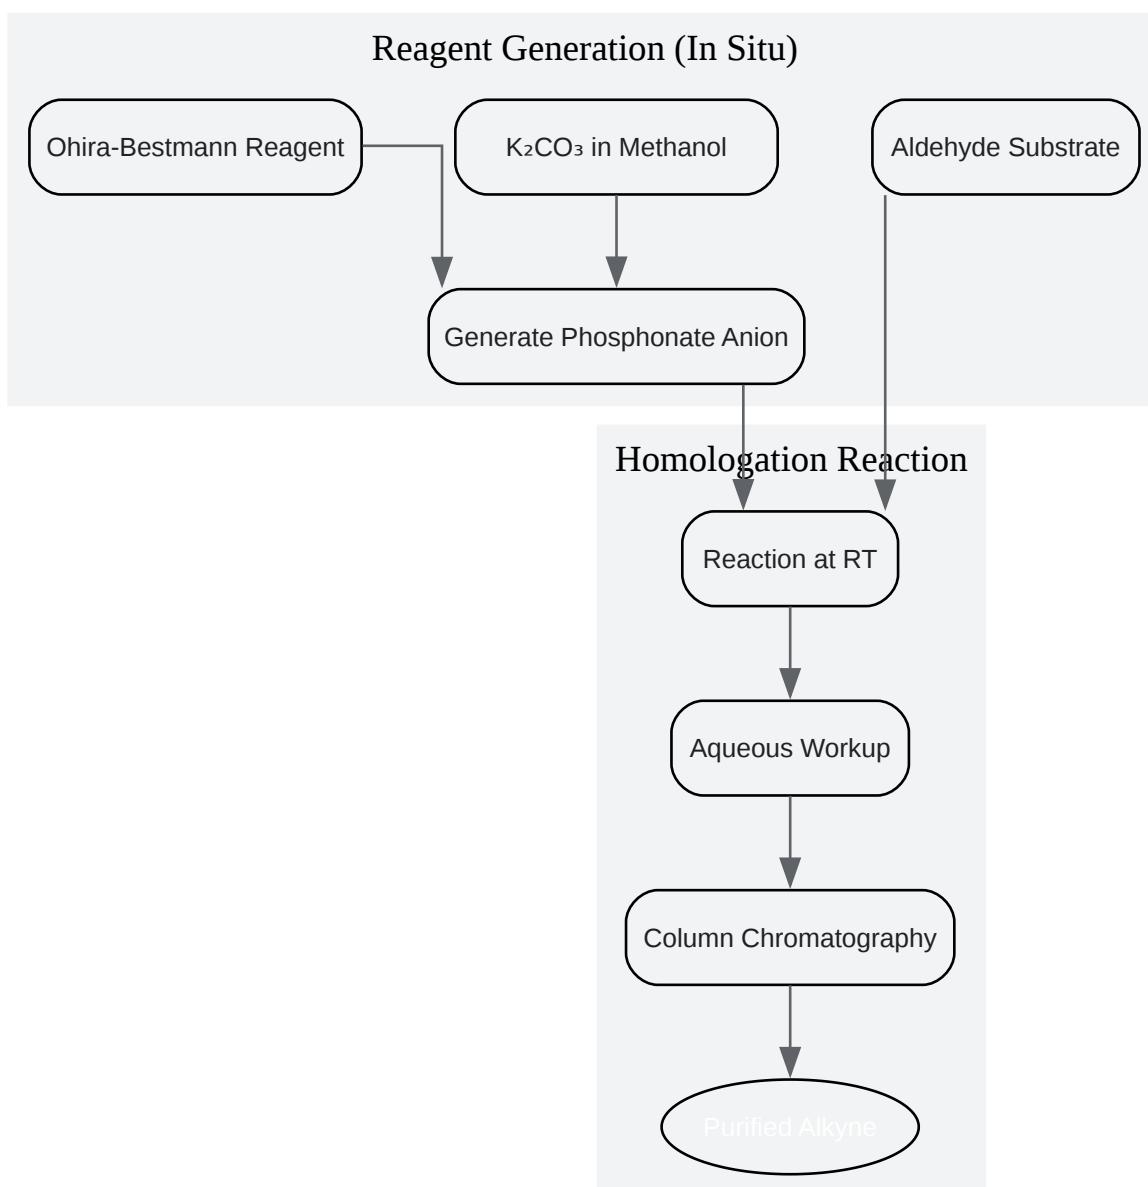 Reagent Generation (In Situ)
Ohira-Bestmann Reagent
K₂CO₃ in Methanol
Aldehyde Substrate
Generate Phosphonate Anion
Homologation Reaction
Reaction at RT
Aqueous Workup
Column Chromatography
Purified Alkyne